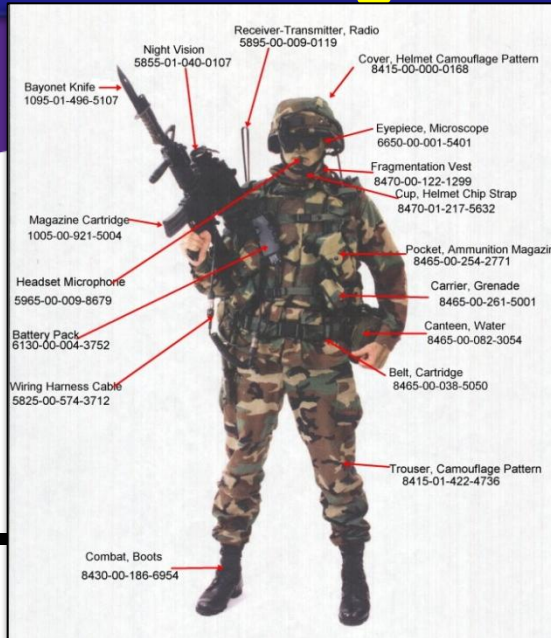 Receiver-Transmitter, Radio
5895-00-009-0119
Night Vision
5855-01-040-0107
Cover, Helmet Camouflage Pattern
8415-00-000-0168
Bayonet Knife
1095-01-496-5107
Eyepiece, Microscope
6650-00-001-5401
Fragmentation Vest
8470-00-122-1299
Cup, Helmet Chip Strap
8470-01-217-5632
Magazine Cartridge
1005-00-921-5004
Pocket, Ammunition Magazin
8465-00-254-2771
Headset Microphone
5965-00-009-8679
Carrier, Grenade
8465-00-261-5001
Canteen, Water
8465-00-082-3054
Battery Pack
6130-00-004-3752
Belt, Cartridge
8465-00-038-5050
Wiring Harness Cable
5825-00-574-3712
Trouser, Camouflage Pattern
8415-01-422-4736
Combat, Boots
8430-00-186-6954